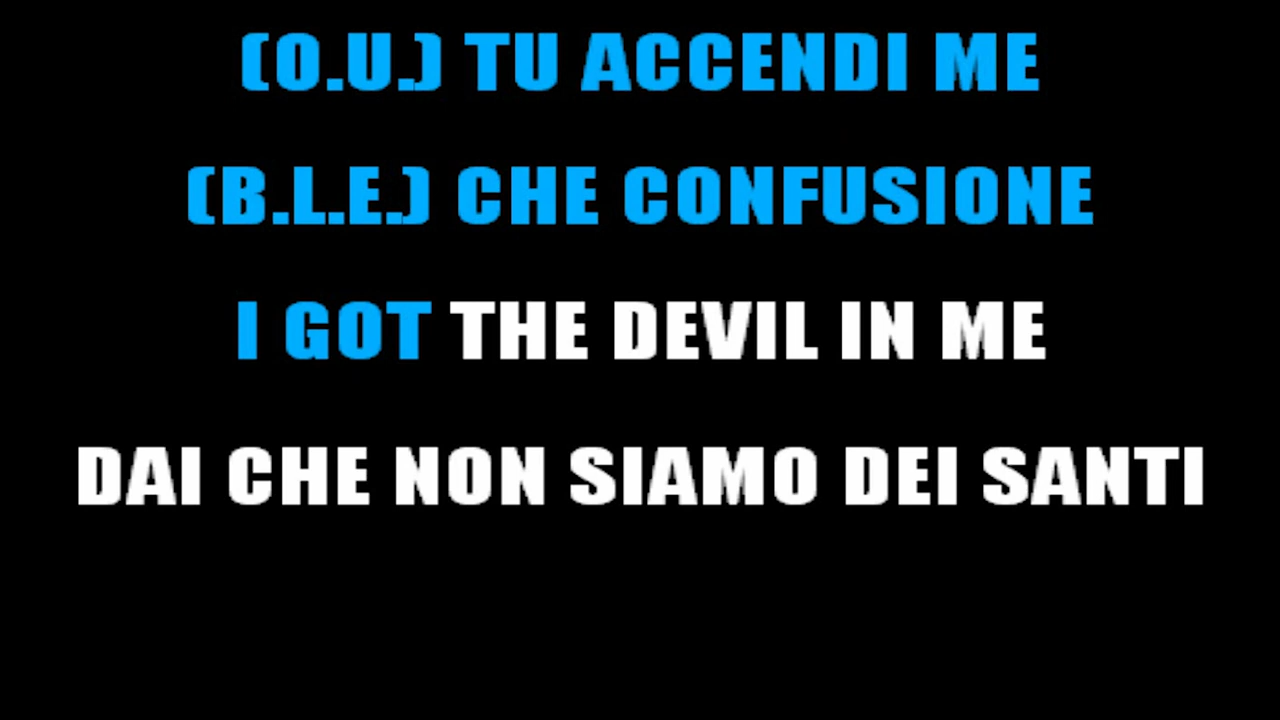 (O.U.) TU ACCENDI ME
(B.L.E.) CHE CONFUSIONE
I GOT THE DEVIL IN ME
DAI CHE NON SIAMO DEI SANTI